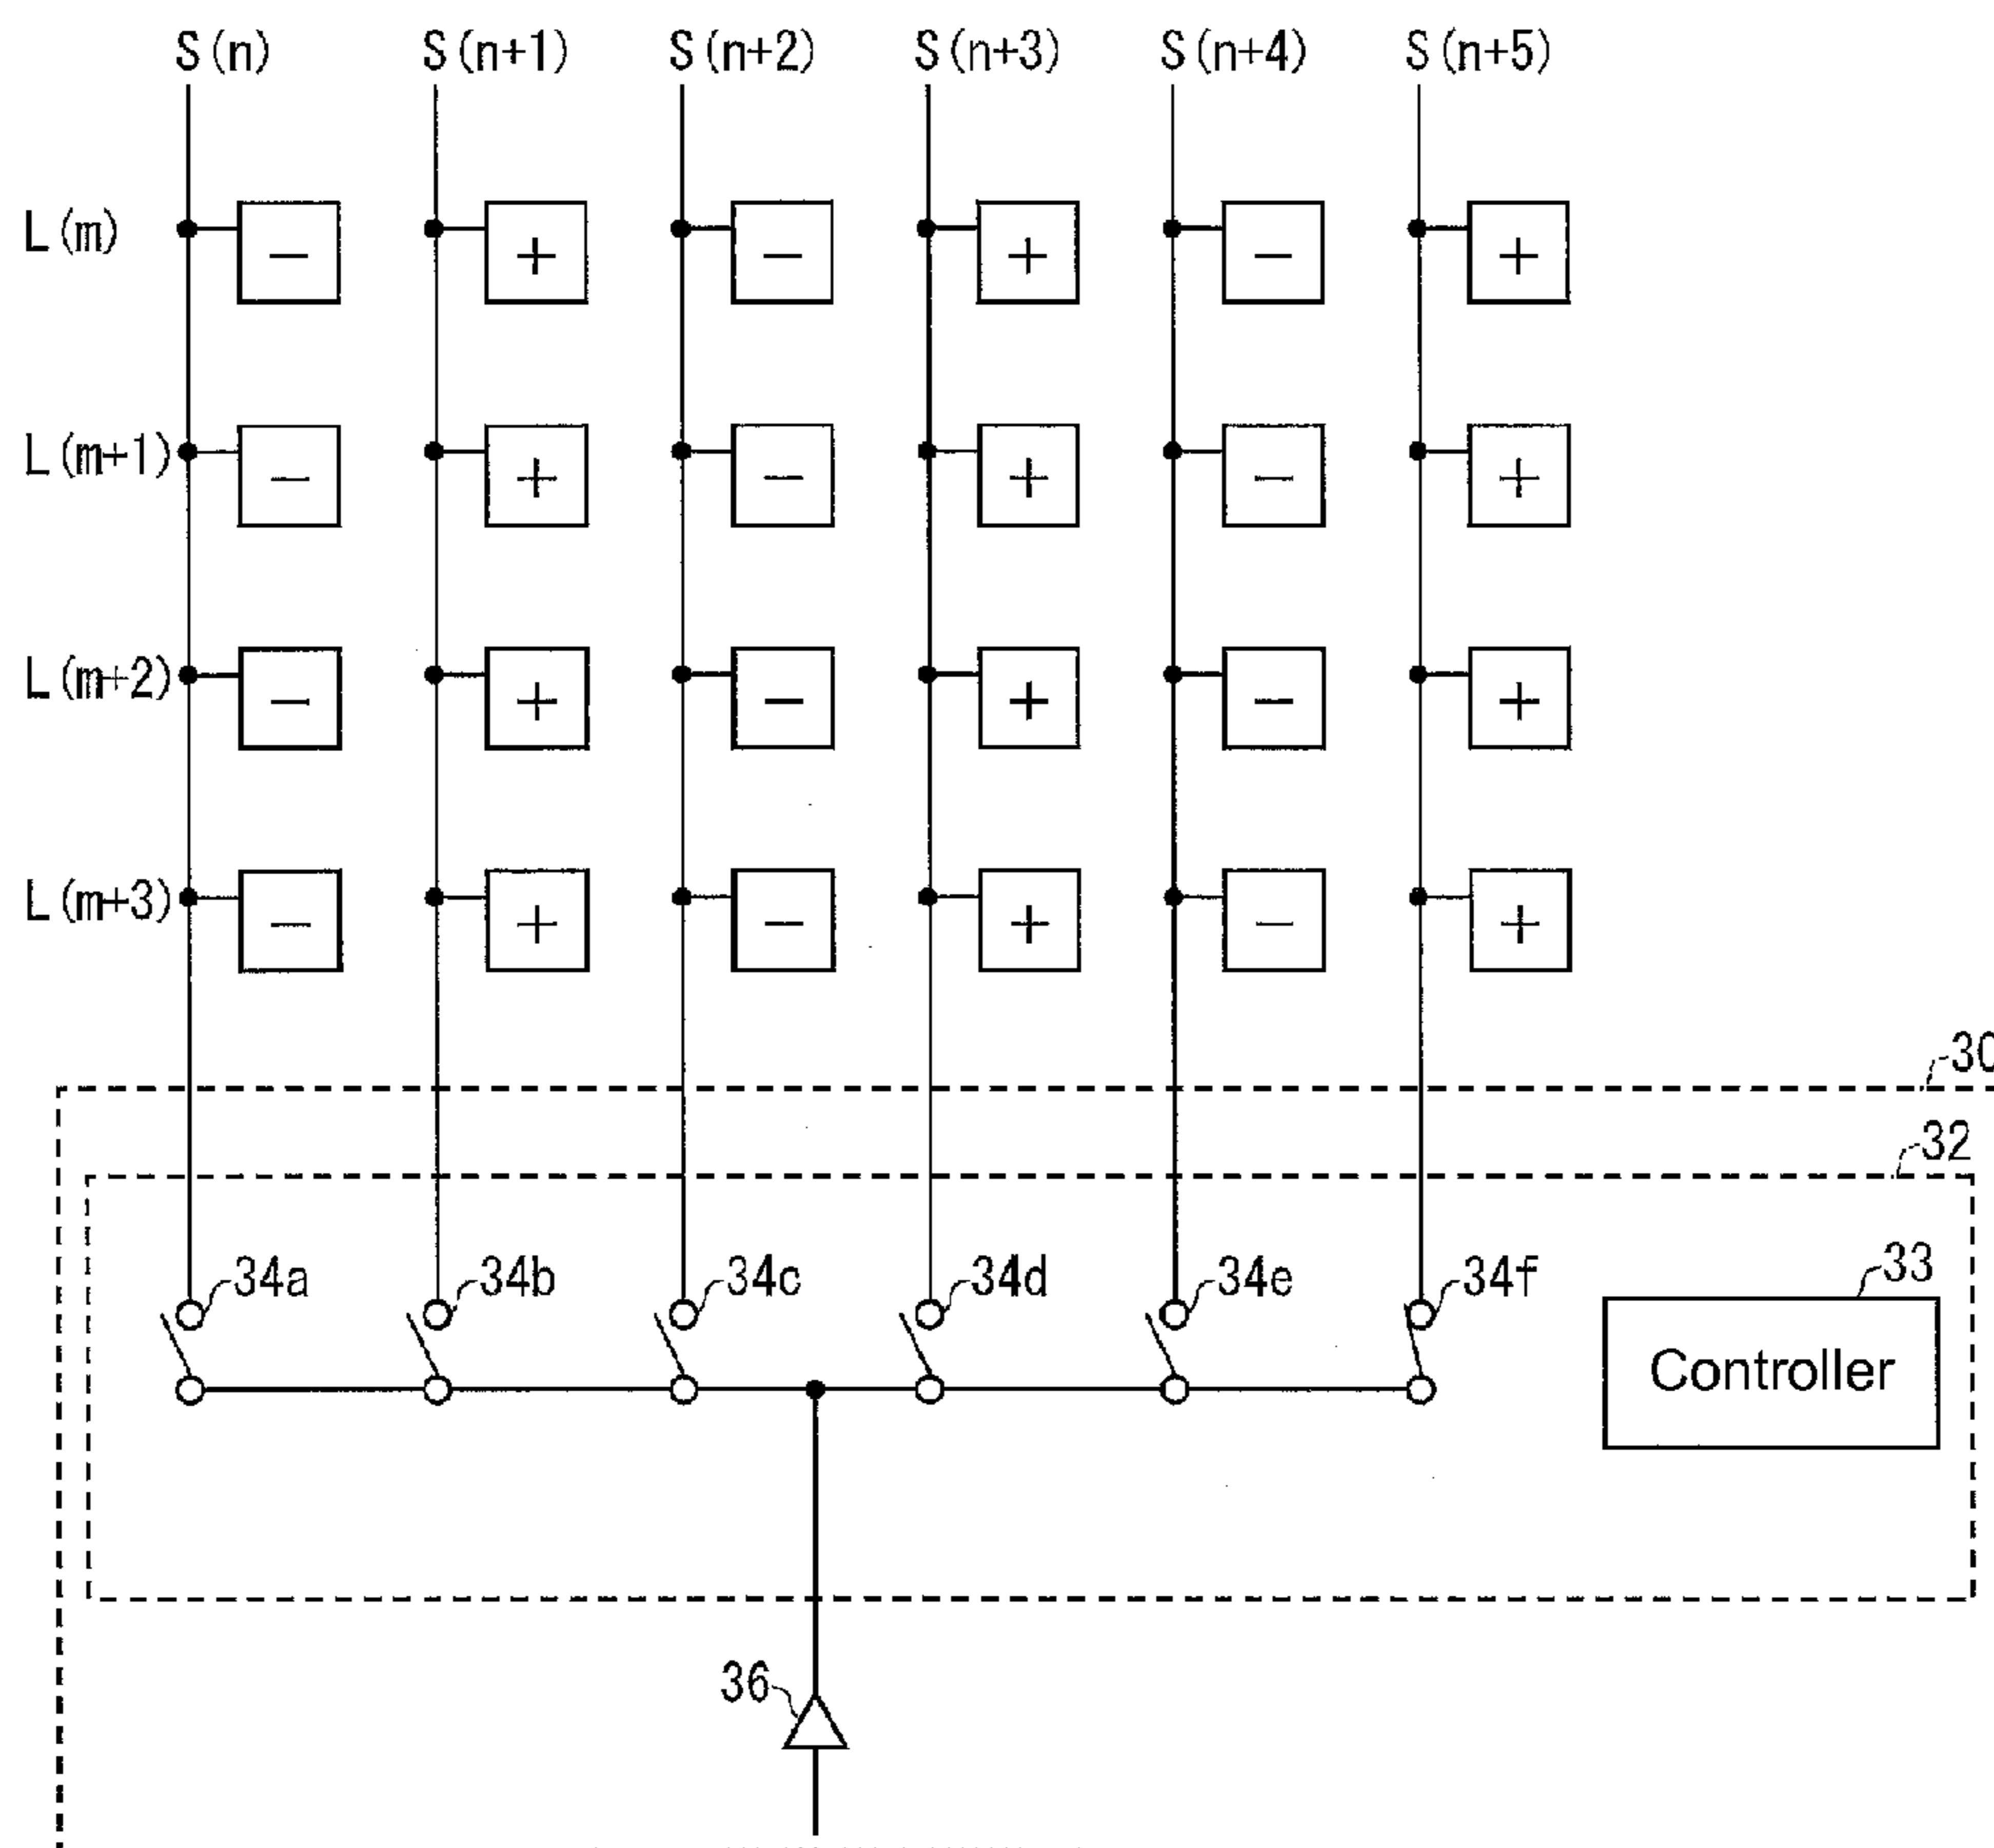 S(n) S(n+1) S(n+2) S(n+3) S(n+4) S(n+5)
L(m) − + − + − +
L(m+1) − + − + − +
L(m+2) − + − + − +
L(m+3) − + − + − +
30
32
34a 34b 34c 34d 34e 34f 33
Controller
36